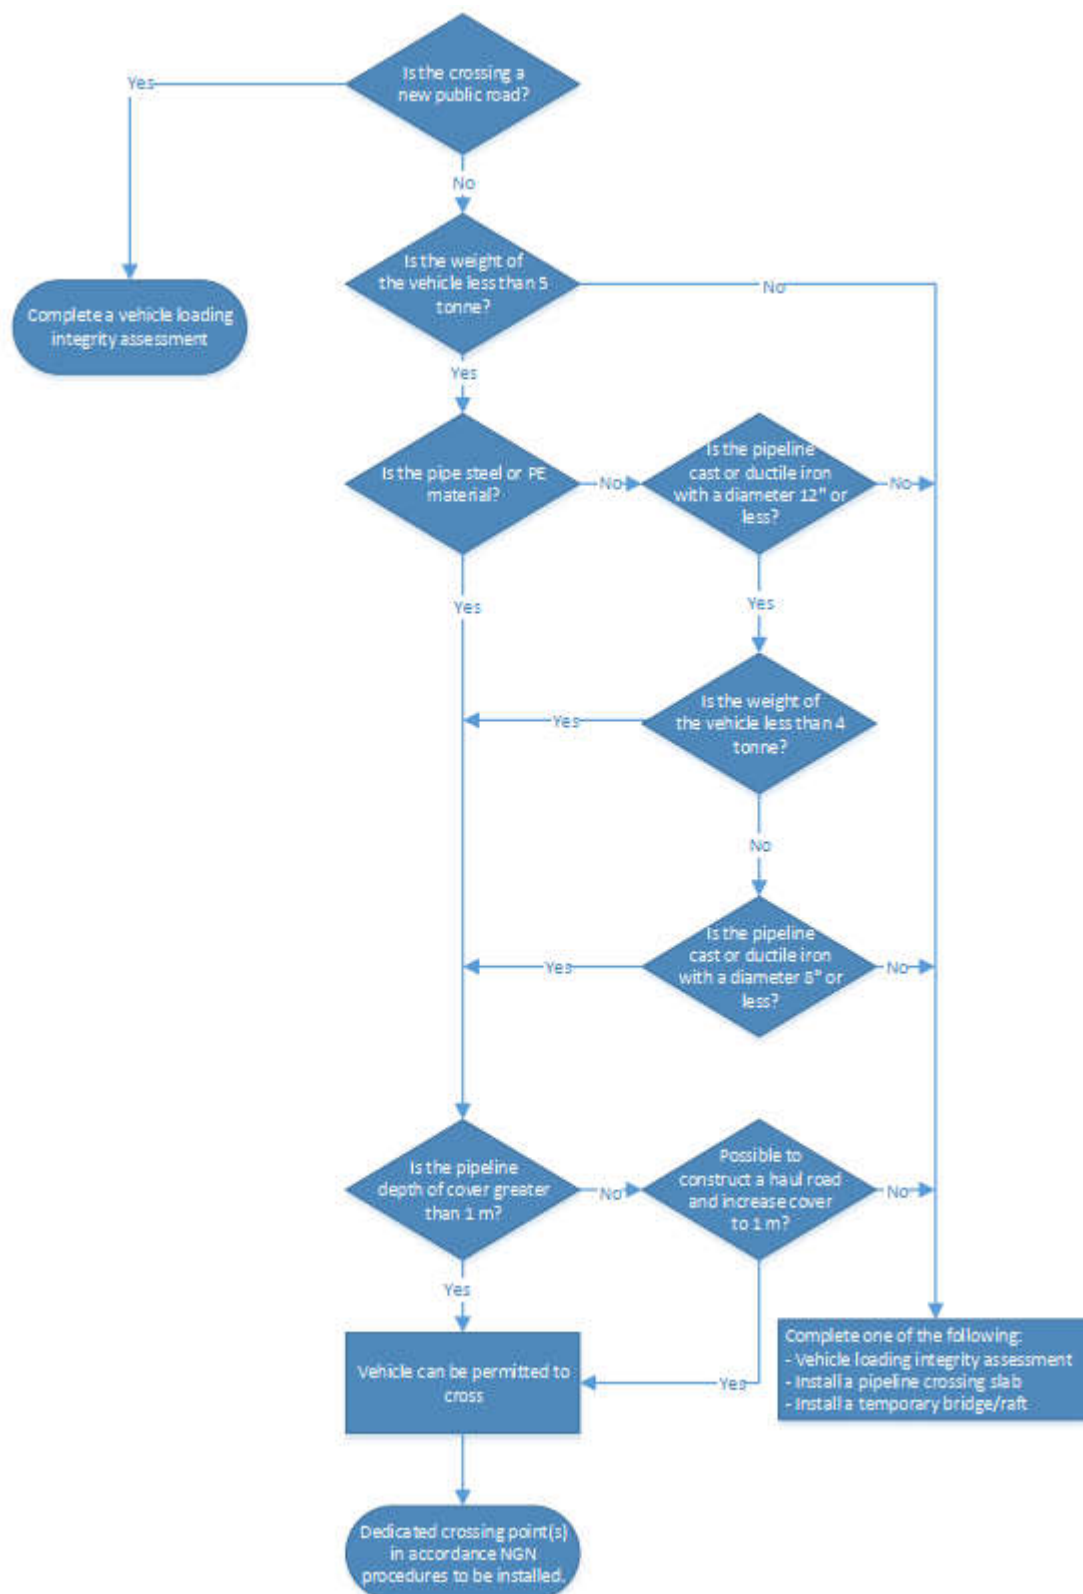 Is the crossing a
new public road?
Yes
No
Complete a vehicle loading
integrity assessment
Is the weight of
the vehicle less than 5
tonne?
No
Yes
Is the pipe steel or PE
material?
No
Is the pipeline
cast or ductile iron
with a diameter 12" or
less?
No
Yes
Yes
Is the weight of
the vehicle less than 4
tonne?
Yes
No
Is the pipeline
cast or ductile iron
with a diameter 8" or
less?
Yes
No
Is the pipeline
depth of cover greater
than 1 m?
No
Possible to
construct a haul road
and increase cover
to 1 m?
No
Yes
Vehicle can be permitted to
cross
Yes
Complete one of the following:
- Vehicle loading integrity assessment
- Install a pipeline crossing slab
- Install a temporary bridge/raft
Dedicated crossing point(s)
in accordance NGN
procedures to be installed.